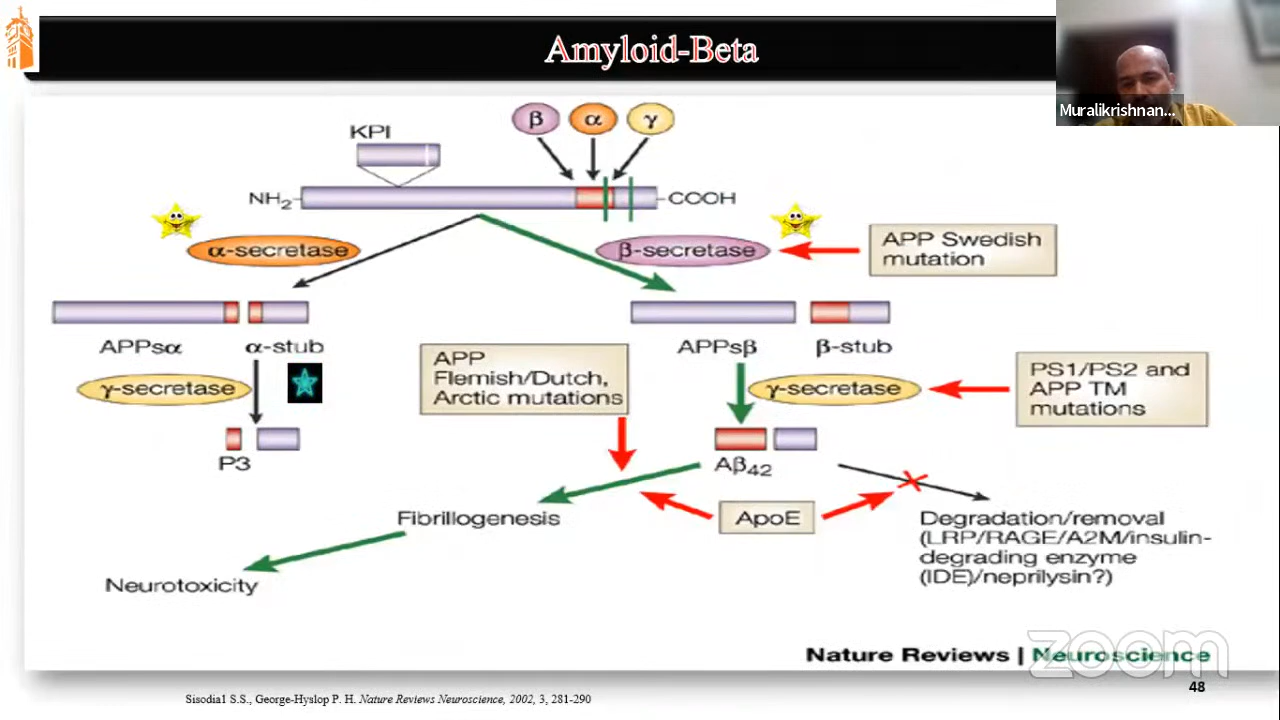 Amyloid-Beta
Muralikrishnan...
KPI
β α γ
NH2 COOH
α-secretase
β-secretase
APP Swedish
mutation
APPsα
α-stub
APPsβ
β-stub
γ-secretase
APP
Flemish/Dutch,
Arctic mutations
γ-secretase
PS1/PS2 and
APP TM
mutations
P3
Aβ42
Fibrillogenesis
ApoE
Degradation/removal
(LRP/RAGE/A2M/insulin-
degrading enzyme
(IDE)/neprilysin?)
Neurotoxicity
Nature Reviews | Neuroscience
zoom
48
Sisodia1 S.S., George-Hyslop P. H. Nature Reviews Neuroscience, 2002, 3, 281-290